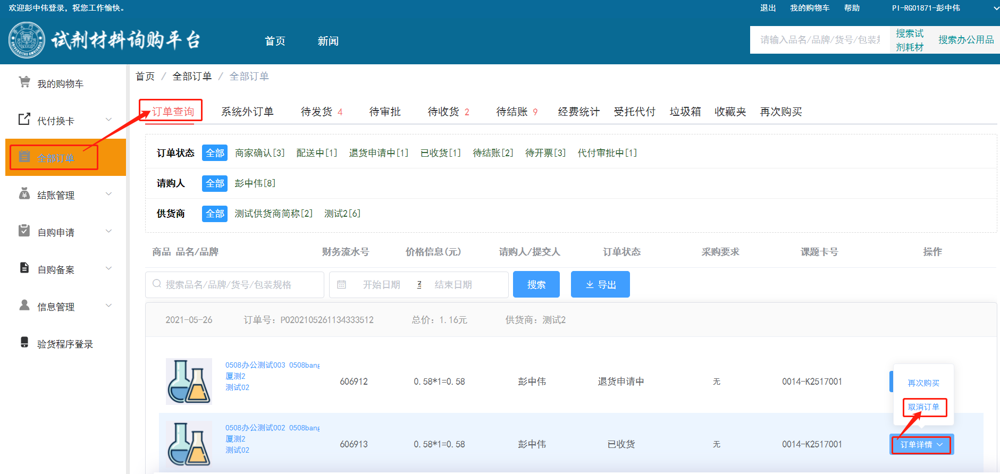 欢迎彭中伟登录，祝您工作愉快。
退出 我的购物车 帮助 PI-RG01871-彭中伟
试剂材料询购平台
首页 新闻
请输入品名/品牌/货号/包装规
搜索试
剂耗材
搜索办公用品
我的购物车
代付换卡
全部订单
结账管理
自购申请
自购备案
信息管理
验货程序登录
首页 / 全部订单 / 全部订单
订单查询 系统外订单 待发货 4 待审批 待收货 2 待结账 9 经费统计 受托代付 垃圾箱 收藏夹 再次购买
订单状态 全部 商家确认[3] 配送中[1] 退货申请中[1] 已收货[1] 待结账[2] 待开票[3] 代付审批中[1]
请购人 全部 彭中伟[8]
供货商 全部 测试供货商简称[2] 测试2[6]
商品 品名/品牌 财务流水号 价格信息(元) 请购人/提交人 订单状态 采购要求 课题卡号 操作
搜索品名/品牌/货号/包装规格 开始日期 至 结束日期 搜索 导出
2021-05-26 订单号：PO202105261134333512 总价：1.16元 供货商：测试2
0508办公测试003 0508bang
厦测2
测试02
606912 0.58*1=0.58 彭中伟 退货申请中 无 0014-K2517001
再次购买
取消订单
0508办公测试002 0508bang
厦测2
测试02
606913 0.58*1=0.58 彭中伟 已收货 无 0014-K2517001
订单详情